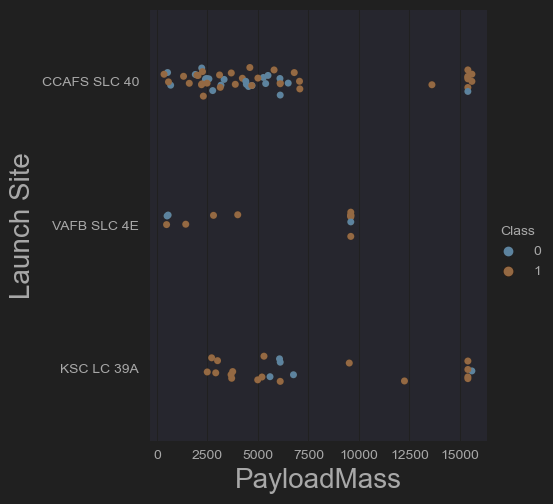 Launch Site
CCAFS SLC 40
VAFB SLC 4E
KSC LC 39A
0
2500
5000
7500
10000
12500
15000
PayloadMass
Class
0
1